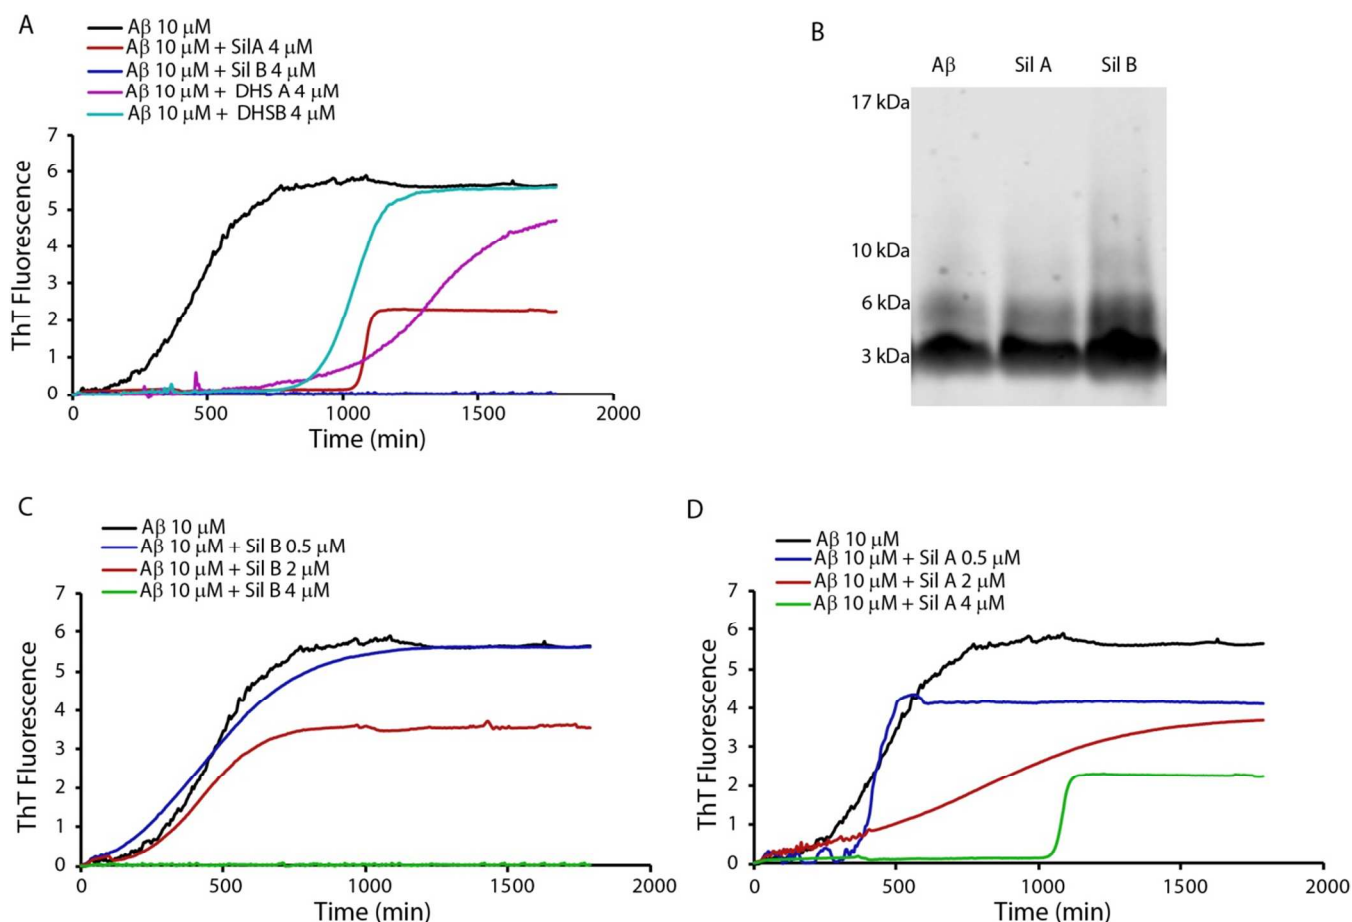 A
Aβ 10 μM
Aβ 10 μM + SilA 4 μM
Aβ 10 μM + Sil B 4 μM
Aβ 10 μM + DHS A 4 μM
Aβ 10 μM + DHSB 4 μM
7
6
5
4
3
2
1
0
ThT Fluorescence
0 500 1000 1500 2000
Time (min)
B
Aβ Sil A Sil B
17 kDa
10 kDa
6 kDa
3 kDa
C
Aβ 10 μM
Aβ 10 μM + Sil B 0.5 μM
Aβ 10 μM + Sil B 2 μM
Aβ 10 μM + Sil B 4 μM
7
6
5
4
3
2
1
0
ThT Fluorescence
0 500 1000 1500 2000
Time (min)
D
Aβ 10 μM
Aβ 10 μM + Sil A 0.5 μM
Aβ 10 μM + Sil A 2 μM
Aβ 10 μM + Sil A 4 μM
7
6
5
4
3
2
1
0
ThT Fluorescence
0 500 1000 1500 2000
Time (min)